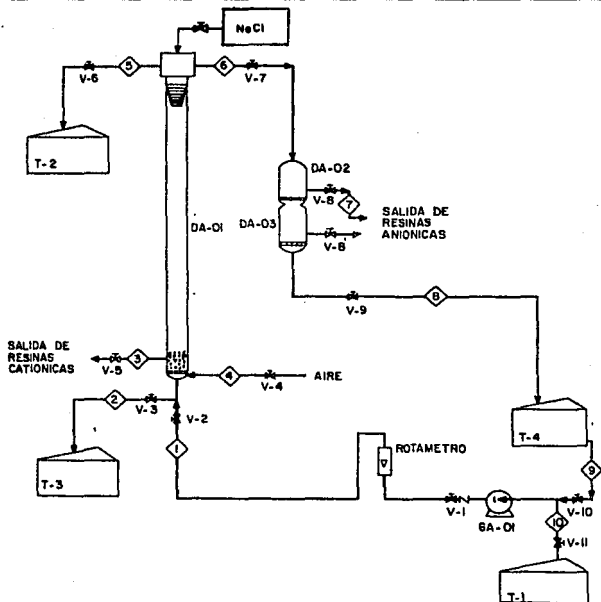 NaCl
5
6
V-6
V-7
T-2
DA-02
V-8
7
DA-03
SALIDA DE
RESINAS
ANIONICAS
V-8'
DA-01
V-9
8
SALIDA DE
RESINAS
CATIONICAS
3
V-5
4
V-4
AIRE
2
V-3
V-2
T-3
1
T-4
ROTAMETRO
9
V-1
GA-01
V-10
10
V-11
T-1